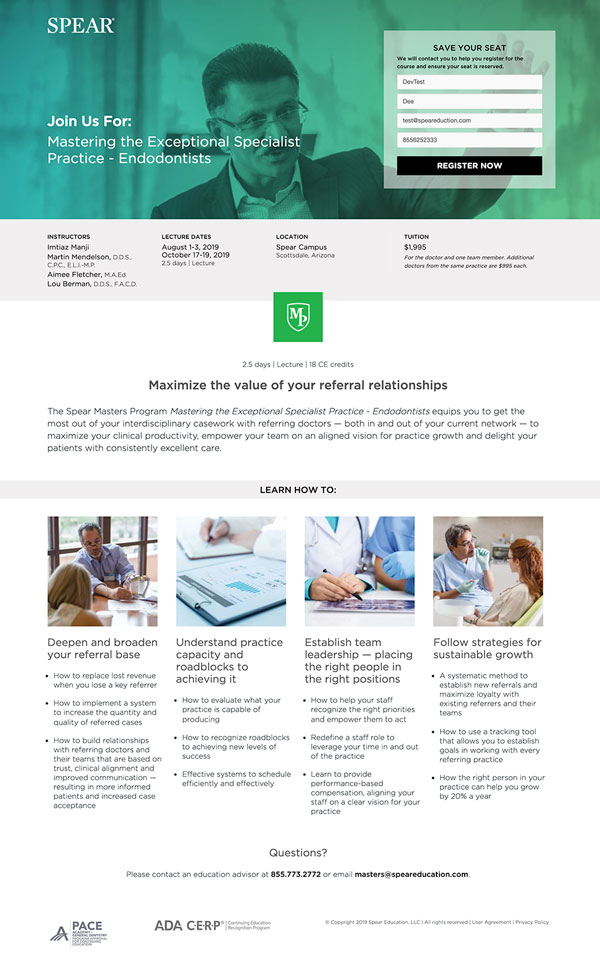 SPEAR®
SAVE YOUR SEAT
We will contact you to help you register for the
course and ensure your seat is reserved.
DevTest
Dee
test@speareduction.com
8556252333
REGISTER NOW
Join Us For:
Mastering the Exceptional Specialist
Practice - Endodontists
INSTRUCTORS
Imtiaz Manji
Martin Mendelson, D.D.S.,
C.P.C., E.L.I.-M.P.
Aimee Fletcher, M.A.Ed.
Lou Berman, D.D.S., F.A.C.D.
LECTURE DATES
August 1-3, 2019
October 17-19, 2019
2.5 days | Lecture
LOCATION
Spear Campus
Scottsdale, Arizona
TUITION
$1,995
For the doctor and one team member. Additional
doctors from the same practice are $995 each.
MP
2.5 days | Lecture | 18 CE credits
Maximize the value of your referral relationships
The Spear Masters Program Mastering the Exceptional Specialist Practice - Endodontists equips you to get the
most out of your interdisciplinary casework with referring doctors — both in and out of your current network — to
maximize your clinical productivity, empower your team on an aligned vision for practice growth and delight your
patients with consistently excellent care.
LEARN HOW TO:
Deepen and broaden
your referral base
• How to replace lost revenue
when you lose a key referrer
• How to implement a system
to increase the quantity and
quality of referred cases
• How to build relationships
with referring doctors and
their teams that are based on
trust, clinical alignment and
improved communication —
resulting in more informed
patients and increased case
acceptance
Understand practice
capacity and
roadblocks to
achieving it
• How to evaluate what your
practice is capable of
producing
• How to recognize roadblocks
to achieving new levels of
success
• Effective systems to schedule
efficiently and effectively
Establish team
leadership — placing
the right people in
the right positions
• How to help your staff
recognize the right priorities
and empower them to act
• Redefine a staff role to
leverage your time in and out
of the practice
• Learn to provide
performance-based
compensation, aligning your
staff on a clear vision for your
practice
Follow strategies for
sustainable growth
• A systematic method to
establish new referrals and
maximize loyalty with
existing referrers and their
teams
• How to use a tracking tool
that allows you to establish
goals in working with every
referring practice
• How the right person in your
practice can help you grow
by 20% a year
Questions?
Please contact an education advisor at 855.773.2772 or email masters@speareducation.com.
PACE
ACADEMY of
GENERAL DENTISTRY
PROGRAM APPROVAL
FOR CONTINUING
EDUCATION
ADA C·E·R·P® | Continuing Education
Recognition Program
© Copyright 2019 Spear Education, LLC | All rights reserved | User Agreement | Privacy Policy